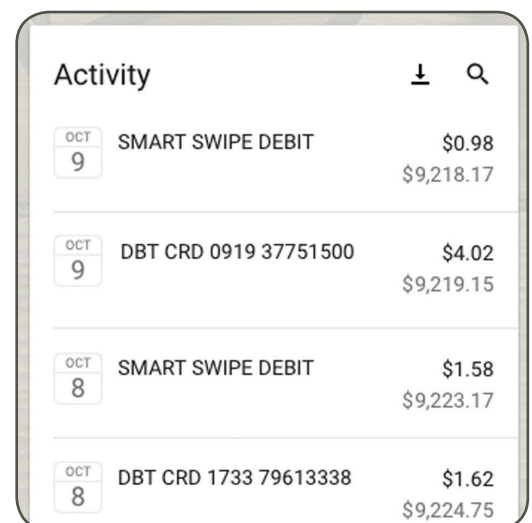 Activity
OCT
9
SMART SWIPE DEBIT
$0.98
$9,218.17
OCT
9
DBT CRD 0919 37751500
$4.02
$9,219.15
OCT
8
SMART SWIPE DEBIT
$1.58
$9,223.17
OCT
8
DBT CRD 1733 79613338
$1.62
$9,224.75